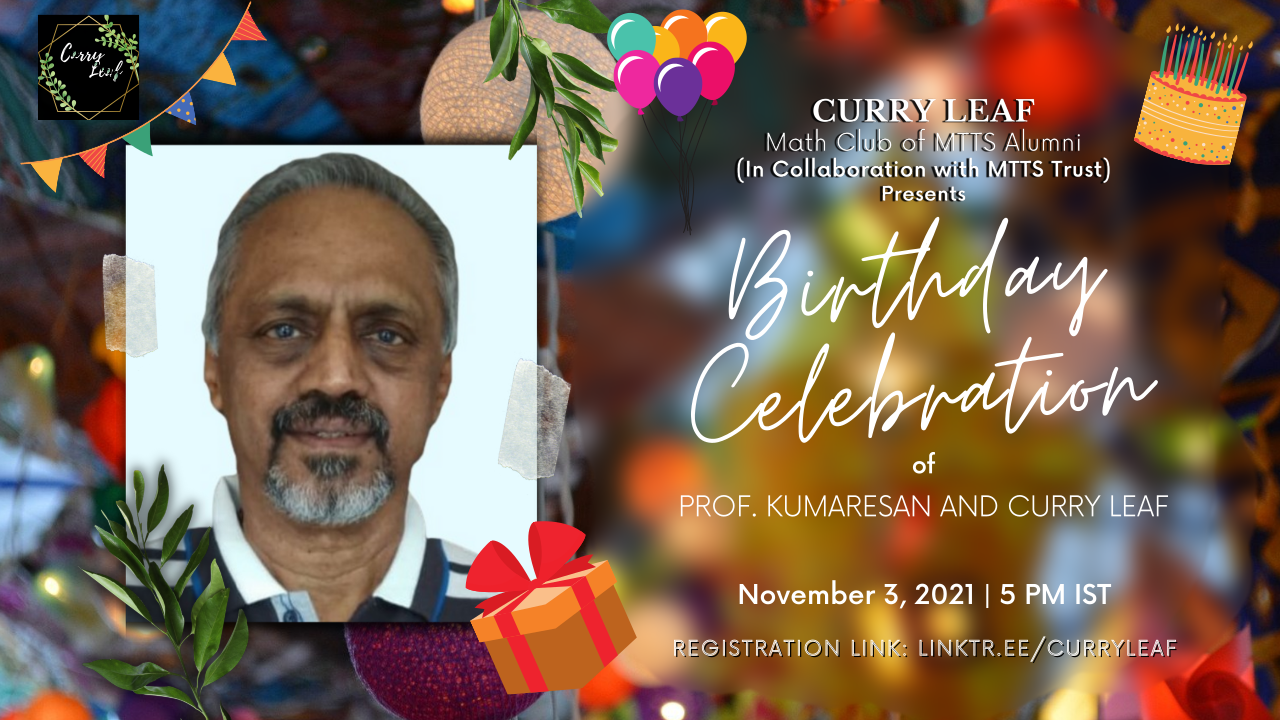 Curry
Leaf
CURRY LEAF
Math Club of MTTS Alumni
(In Collaboration with MTTS Trust)
Presents
Birthday
Celebration
of
PROF. KUMARESAN AND CURRY LEAF
November 3, 2021 | 5 PM IST
REGISTRATION LINK: LINKTR.EE/CURRYLEAF